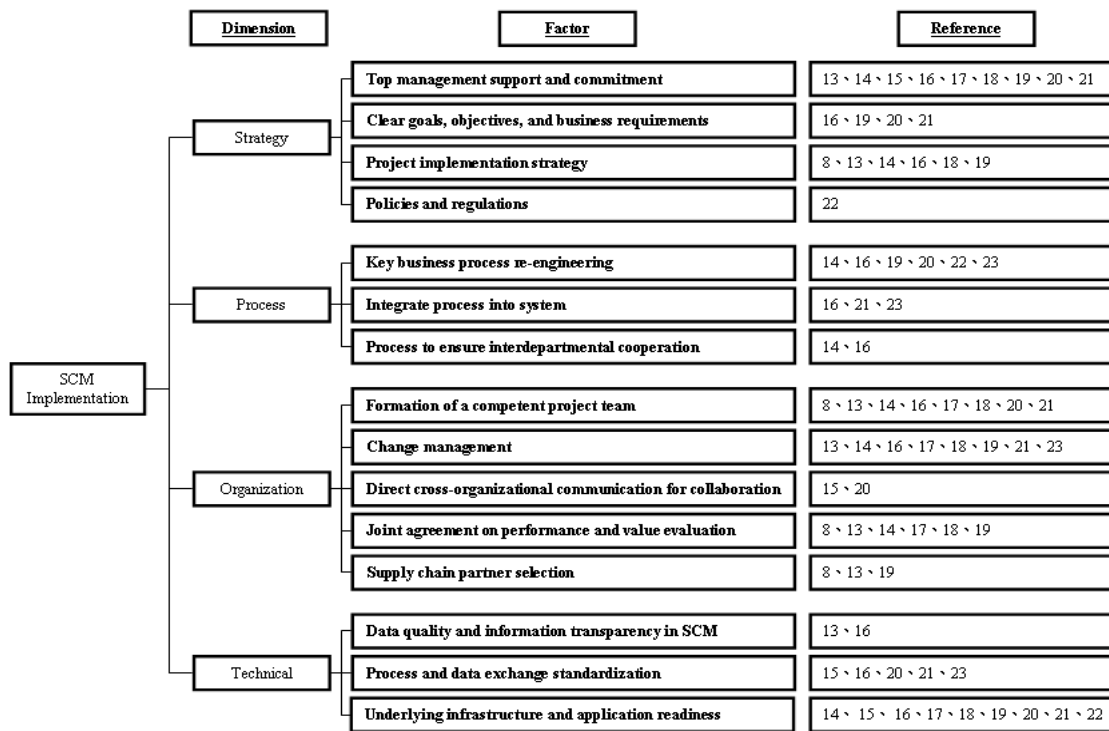 Dimension
Factor
Reference
SCM
Implementation
Strategy
Top management support and commitment
13、14、15、16、17、18、19、20、21
Clear goals, objectives, and business requirements
16、19、20、21
Project implementation strategy
8、13、14、16、18、19
Policies and regulations
22
Process
Key business process re-engineering
14、16、19、20、22、23
Integrate process into system
16、21、23
Process to ensure interdepartmental cooperation
14、16
Organization
Formation of a competent project team
8、13、14、16、17、18、20、21
Change management
13、14、16、17、18、19、21、23
Direct cross-organizational communication for collaboration
15、20
Joint agreement on performance and value evaluation
8、13、14、17、18、19
Supply chain partner selection
8、13、19
Technical
Data quality and information transparency in SCM
13、16
Process and data exchange standardization
15、16、20、21、23
Underlying infrastructure and application readiness
14、 15、 16、17、18、19、20、21、22